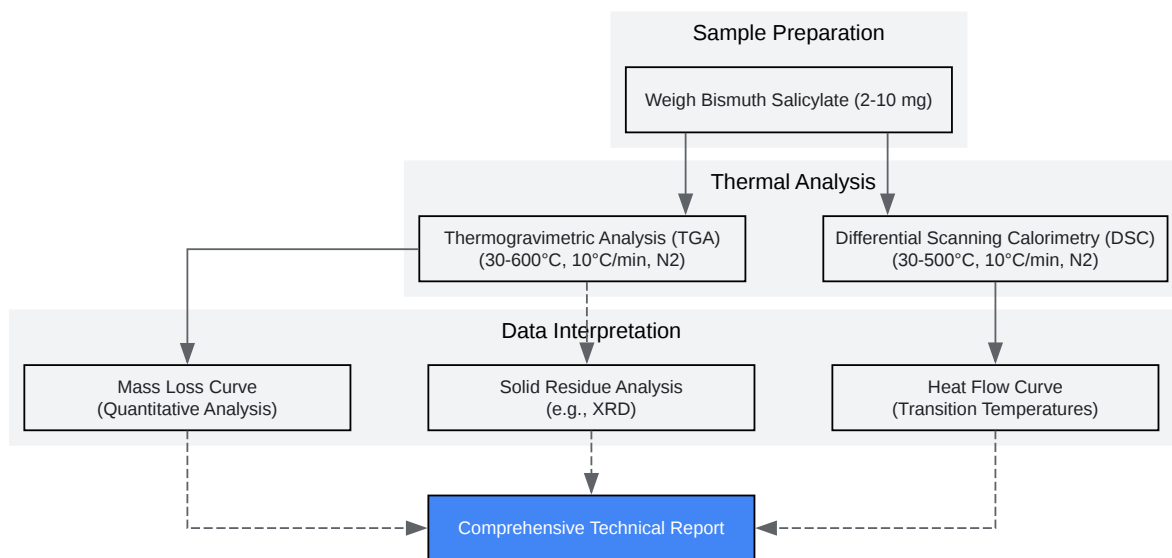 Sample Preparation
Weigh Bismuth Salicylate (2-10 mg)
Thermal Analysis
Thermogravimetric Analysis (TGA)
(30-600°C, 10°C/min, N2)
Differential Scanning Calorimetry (DSC)
(30-500°C, 10°C/min, N2)
Data Interpretation
Mass Loss Curve
(Quantitative Analysis)
Solid Residue Analysis
(e.g., XRD)
Heat Flow Curve
(Transition Temperatures)
Comprehensive Technical Report